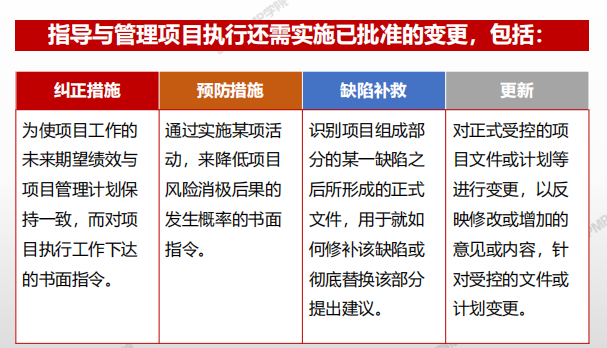 指导与管理项目执行还需实施已批准的变更，包括：
纠正措施
预防措施
缺陷补救
更新
为使项目工作的
未来期望绩效与
项目管理计划保
持一致，而对项
目执行工作下达
的书面指令。
通过实施某项活
动，来降低项目
风险消极后果的
发生概率的书面
指令。
识别项目组成部
分的某一缺陷之
后所形成的正式
文件，用于就如
何修补该缺陷或
彻底替换该部分
提出建议。
对正式受控的项
目文件或计划等
进行变更，以反
映修改或增加的
意见或内容，针
对受控的文件或
计划变更。